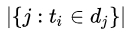 |{j : t_i ∈ d_j}|